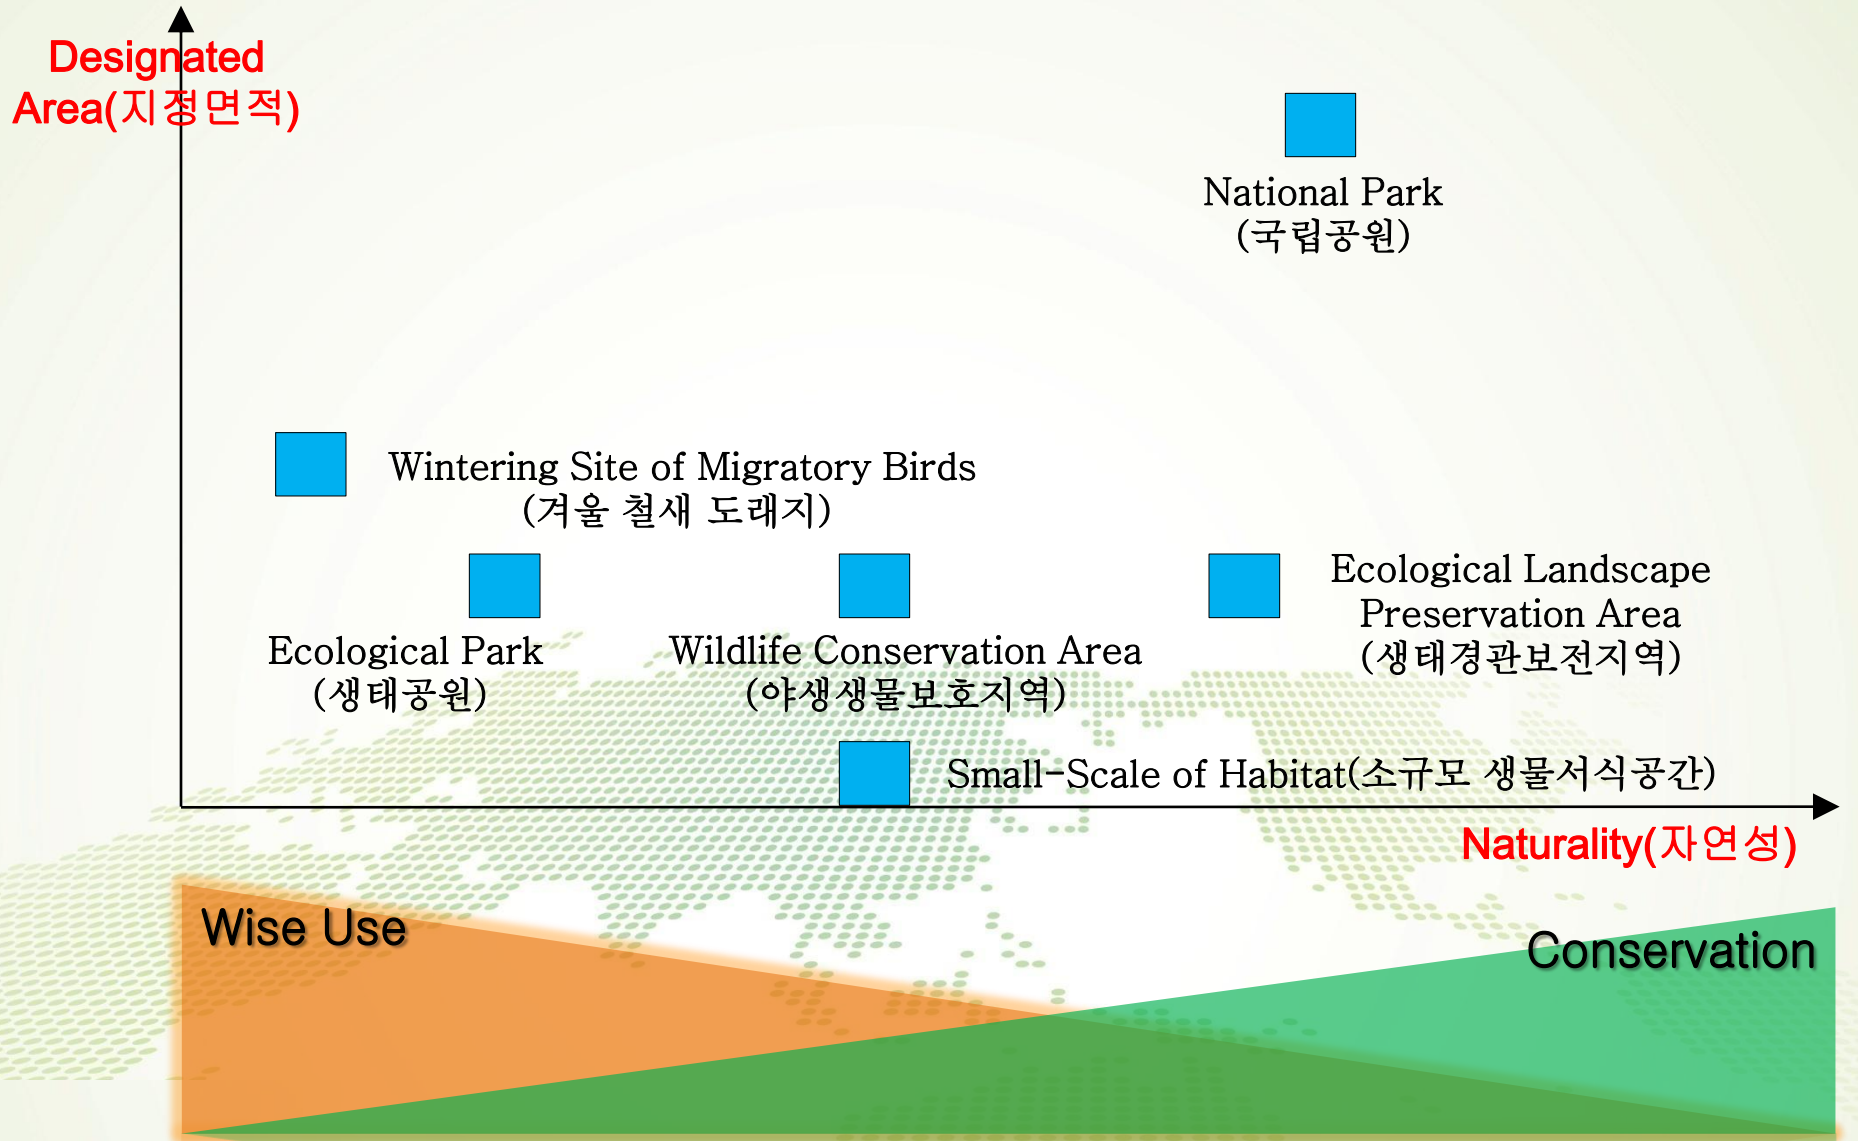 Designated
Area(지정면적)
National Park
(국립공원)
Wintering Site of Migratory Birds
(겨울 철새 도래지)
Ecological Park
(생태공원)
Wildlife Conservation Area
(야생생물보호지역)
Ecological Landscape
Preservation Area
(생태경관보전지역)
Small-Scale of Habitat(소규모 생물서식공간)
Naturality(자연성)
Wise Use
Conservation